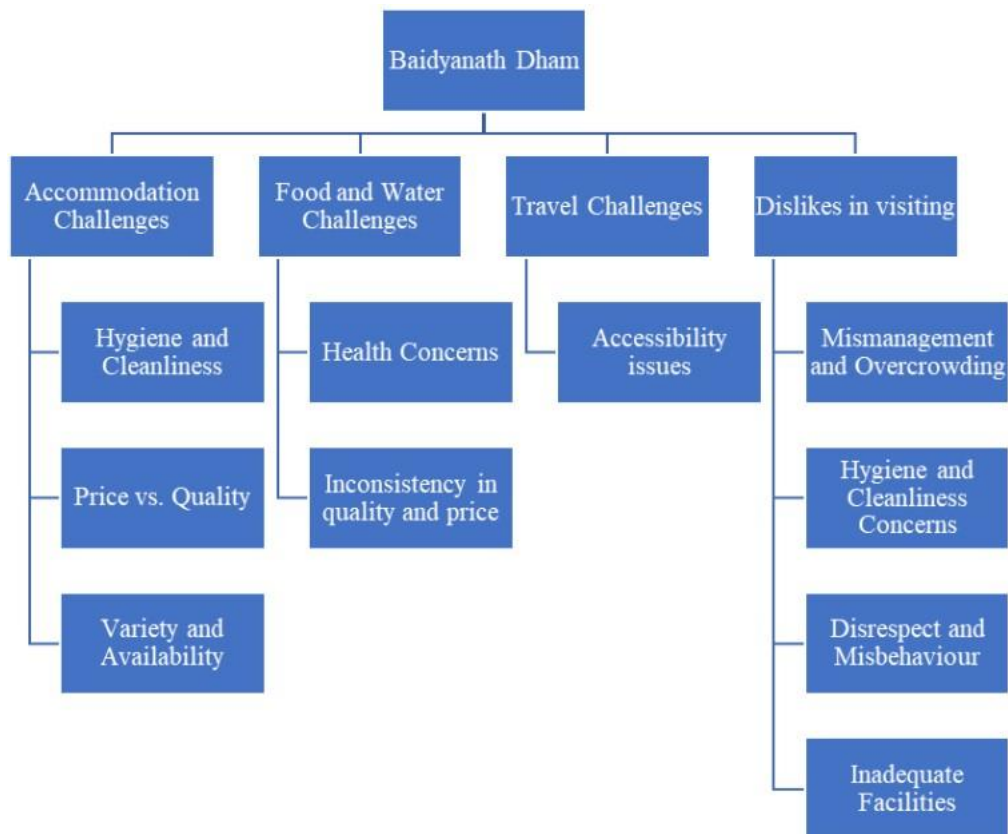 Baidyanath Dham
Accommodation
Challenges
Hygiene and
Cleanliness
Price vs. Quality
Variety and
Availability
Food and Water
Challenges
Health Concerns
Inconsistency in
quality and price
Travel Challenges
Accessibility
issues
Dislikes in visiting
Mismanagement
and Overcrowding
Hygiene and
Cleanliness
Concerns
Disrespect and
Misbehaviour
Inadequate
Facilities